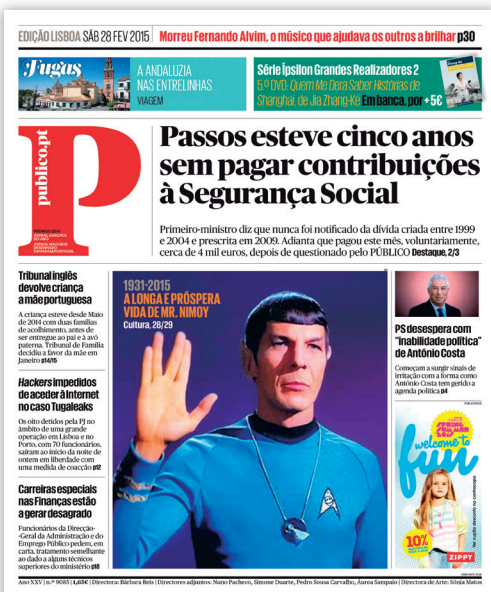 EDIÇÃO LISBOA SÁB 28 FEV 2015
Morreu Fernando Alvim, o músico que ajudava os outros a brilhar p30
Fugas
A ANDALUZIA
NAS ENTRELINHAS
VIAGEM
Série Ípsilon Grandes Realizadores 2
5.º DVD: Quem Me Dera Saber Histórias de
Shanghai, de Jia Zhang-Ke Em banca, por +5€
publico.pt
P
Passos esteve cinco anos
sem pagar contribuições
à Segurança Social
Primeiro-ministro diz que nunca foi notificado da dívida criada entre 1999
e 2004 e prescrita em 2009. Adianta que pagou este mês, voluntariamente,
cerca de 4 mil euros, depois de questionado pelo PÚBLICO Destaque, 2/3
Tribunal inglês
devolve criança
a mãe portuguesa
A criança esteve desde Maio
de 2014 com duas famílias
de acolhimento, antes de
ser entregue ao pai e à avó
paterna. Tribunal de Família
decidiu a favor da mãe em
Janeiro p14/15
Hackers impedidos
de aceder à Internet
no caso Tugaleaks
Os oito detidos pela PJ no
âmbito de uma grande
operação em Lisboa e no
Porto, com 70 funcionários,
saíram ao início da noite de
ontem em liberdade com
uma medida de coacção p12
Carreiras especiais
nas Finanças estão
a gerar desagrado
Funcionários da Direcção-
-Geral da Administração e do
Emprego Público pedem, em
carta, tratamento semelhante
ao dado a alguns técnicos
superiores do ministério p18
1931-2015
A LONGA E PRÓSPERA
VIDA DE MR. NIMOY
Cultura, 28/29
PS desespera com
“inabilidade política”
de António Costa
Começam a surgir sinais de
irritação com a forma como
António Costa tem gerido a
agenda política p4
PUBLICIDADE
SPRING
SUMMER
2015
welcome to
fun
10%
ZIPPY
Ver cupão desconto na contracapa
Ano XXV | n.º 9085 | 1,65€ | Directora: Bárbara Reis | Directores adjuntos: Nuno Pacheco, Simone Duarte, Pedro Sousa Carvalho, Áurea Sampaio | Directora de Arte: Sónia Matos